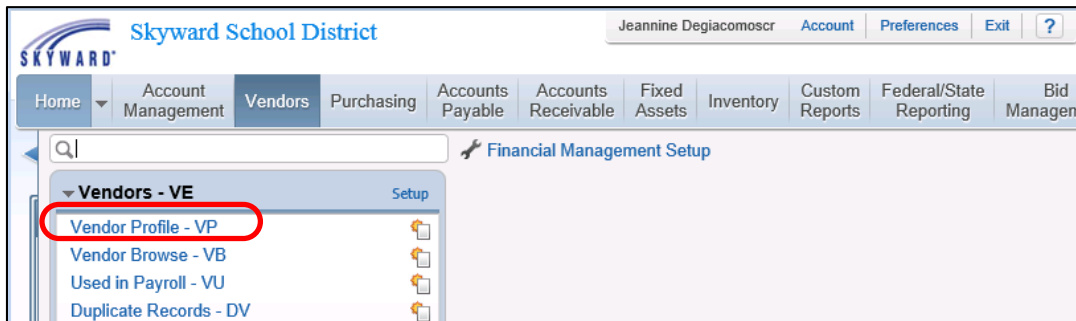 Skyward School District
SKYWARD
Jeannine Degiacomoscr Account Preferences Exit ?
Home Account Management Vendors Purchasing Accounts Payable Accounts Receivable Fixed Assets Inventory Custom Reports Federal/State Reporting Bid Managem
Financial Management Setup
Vendors - VE Setup
Vendor Profile - VP
Vendor Browse - VB
Used in Payroll - VU
Duplicate Records - DV